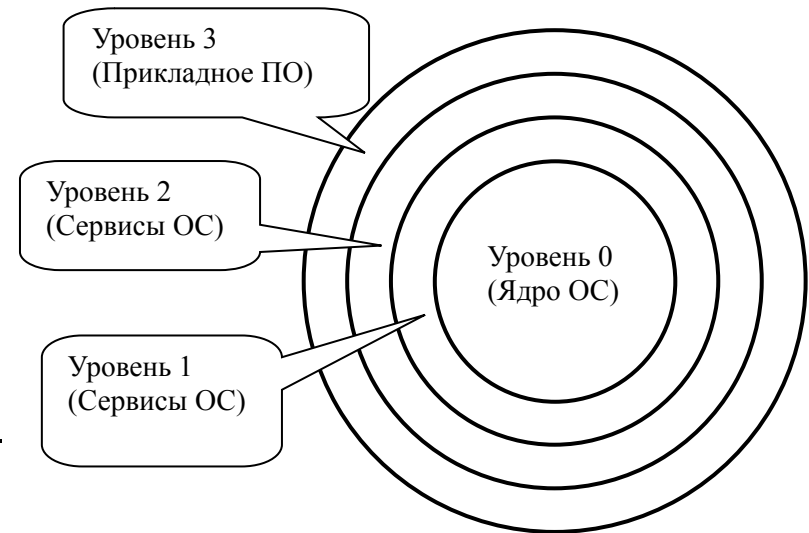 Уровень 3
(Прикладное ПО)
Уровень 2
(Сервисы ОС)
Уровень 0
(Ядро ОС)
Уровень 1
(Сервисы ОС)